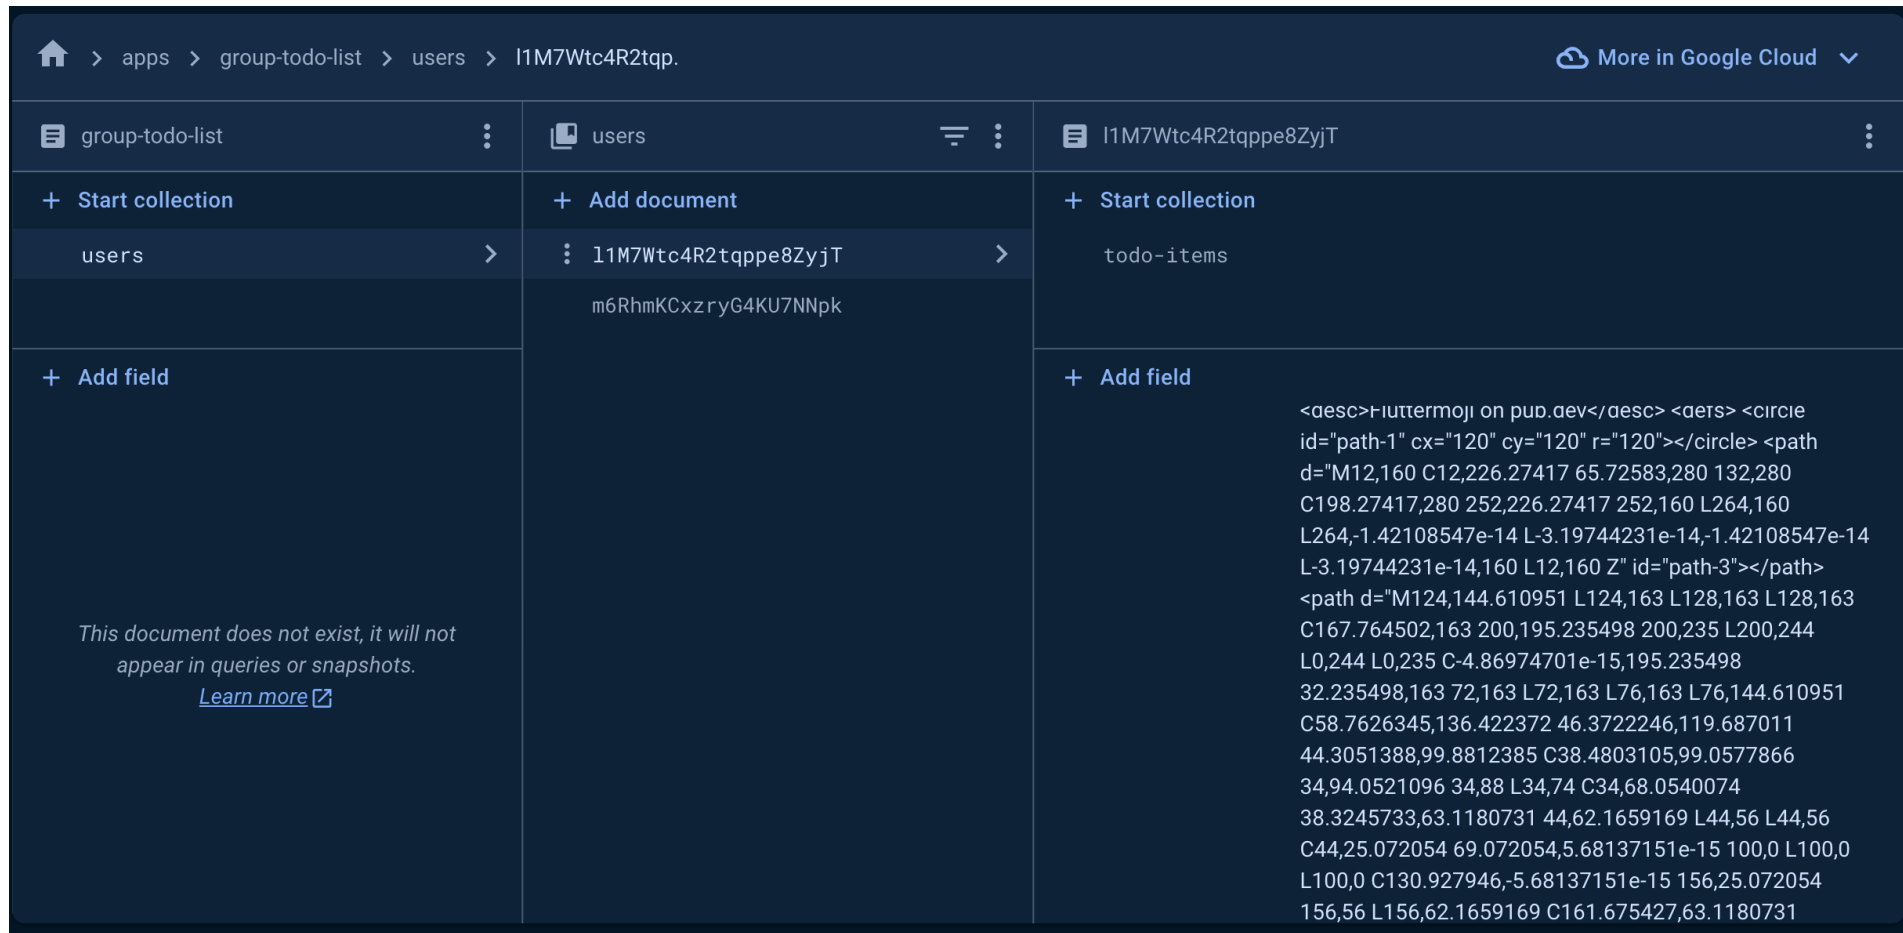 apps > group-todo-list > users > l1M7Wtc4R2tqp.
More in Google Cloud
group-todo-list
users
l1M7Wtc4R2tqppe8ZyjT
+ Start collection
+ Add document
+ Start collection
users
l1M7Wtc4R2tqppe8ZyjT
todo-items
m6RhmKCxzryG4KU7NNpk
+ Add field
This document does not exist, it will not
appear in queries or snapshots.
Learn more
+ Add field
<desc>Fluttermoji on pub.dev</desc> <defs> <circle
id="path-1" cx="120" cy="120" r="120"></circle> <path
d="M12,160 C12,226.27417 65.72583,280 132,280
C198.27417,280 252,226.27417 252,160 L264,160
L264,-1.42108547e-14 L-3.19744231e-14,-1.42108547e-14
L-3.19744231e-14,160 L12,160 Z" id="path-3"></path>
<path d="M124,144.610951 L124,163 L128,163 L128,163
C167.764502,163 200,195.235498 200,235 L200,244
L0,244 L0,235 C-4.86974701e-15,195.235498
32.235498,163 72,163 L72,163 L76,163 L76,144.610951
C58.7626345,136.422372 46.3722246,119.687011
44.3051388,99.8812385 C38.4803105,99.0577866
34,94.0521096 34,88 L34,74 C34,68.0540074
38.3245733,63.1180731 44,62.1659169 L44,56 L44,56
C44,25.072054 69.072054,5.68137151e-15 100,0 L100,0
L100,0 C130.927946,-5.68137151e-15 156,25.072054
156,56 L156,62.1659169 C161.675427,63.1180731